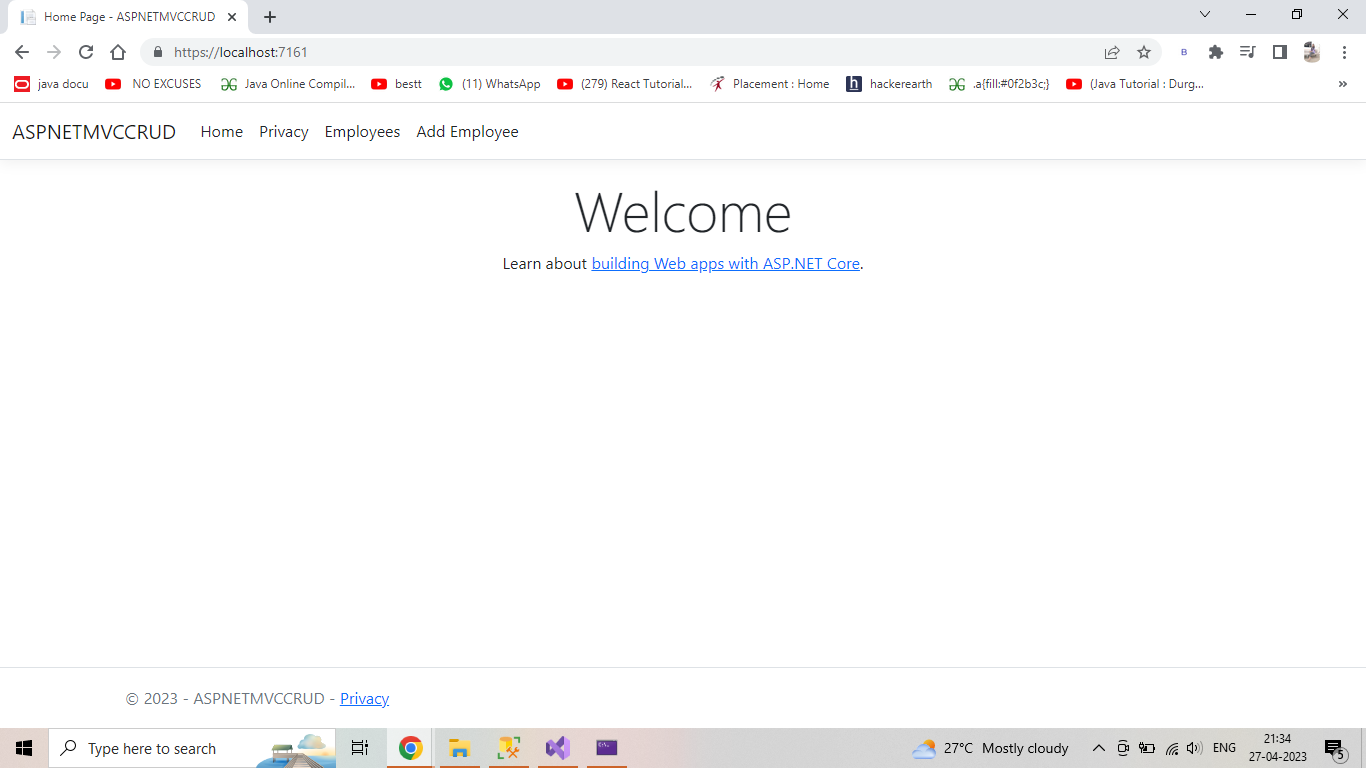 Home Page - ASPNETMVCCRUD
https://localhost:7161
B
java docu NO EXCUSES Java Online Compil... bestt (11) WhatsApp (279) React Tutorial... Placement : Home h hackerearth .a{fill:#0f2b3c;} (Java Tutorial : Durg... »
ASPNETMVCCRUD Home Privacy Employees Add Employee
Welcome
Learn about building Web apps with ASP.NET Core.
© 2023 - ASPNETMVCCRUD - Privacy
Type here to search
27°C Mostly cloudy
ENG
21:34
27-04-2023
5